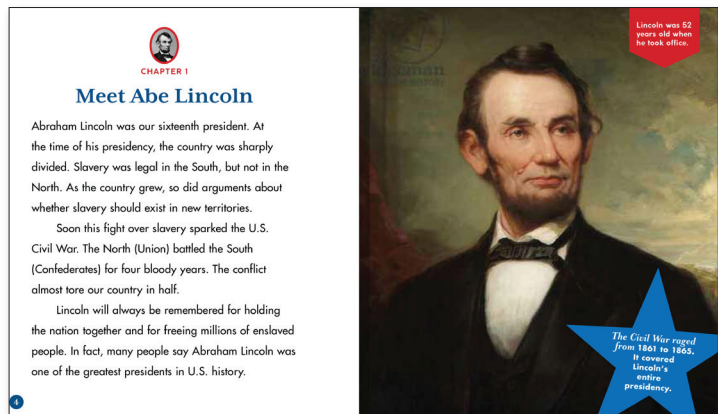 CHAPTER 1
Meet Abe Lincoln
Abraham Lincoln was our sixteenth president. At
the time of his presidency, the country was sharply
divided. Slavery was legal in the South, but not in the
North. As the country grew, so did arguments about
whether slavery should exist in new territories.
Soon this fight over slavery sparked the U.S.
Civil War. The North (Union) battled the South
(Confederates) for four bloody years. The conflict
almost tore our country in half.
Lincoln will always be remembered for holding
the nation together and for freeing millions of enslaved
people. In fact, many people say Abraham Lincoln was
one of the greatest presidents in U.S. history.
4
Lincoln was 52
years old when
he took office.
The Civil War raged
from 1861 to 1865.
It covered
Lincoln's
entire
presidency.